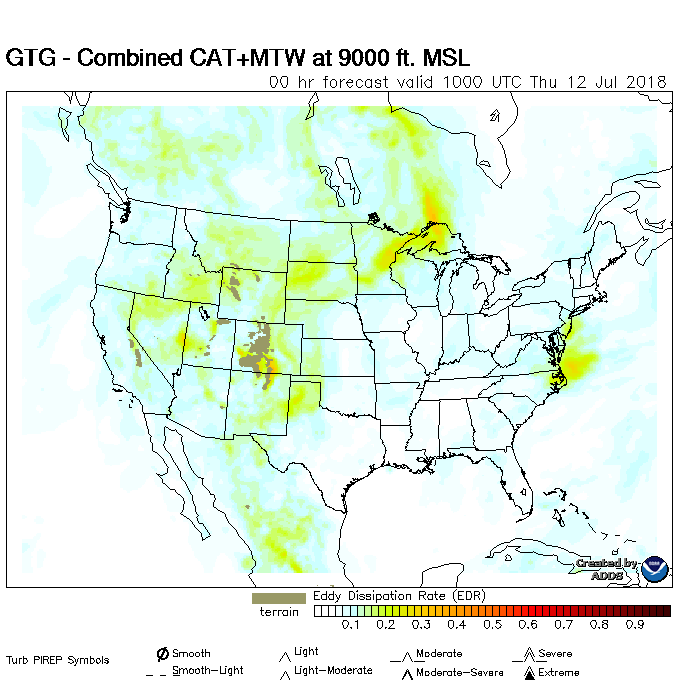 GTG - Combined CAT+MTW at 9000 ft. MSL
00 hr forecast valid 1000 UTC Thu 12 Jul 2018
Created by
ADDS
Eddy Dissipation Rate (EDR)
terrain
0.1 0.2 0.3 0.4 0.5 0.6 0.7 0.8 0.9
Turb PIREP Symbols
Smooth Light Moderate Severe
Smooth-Light Light-Moderate Moderate-Severe Extreme